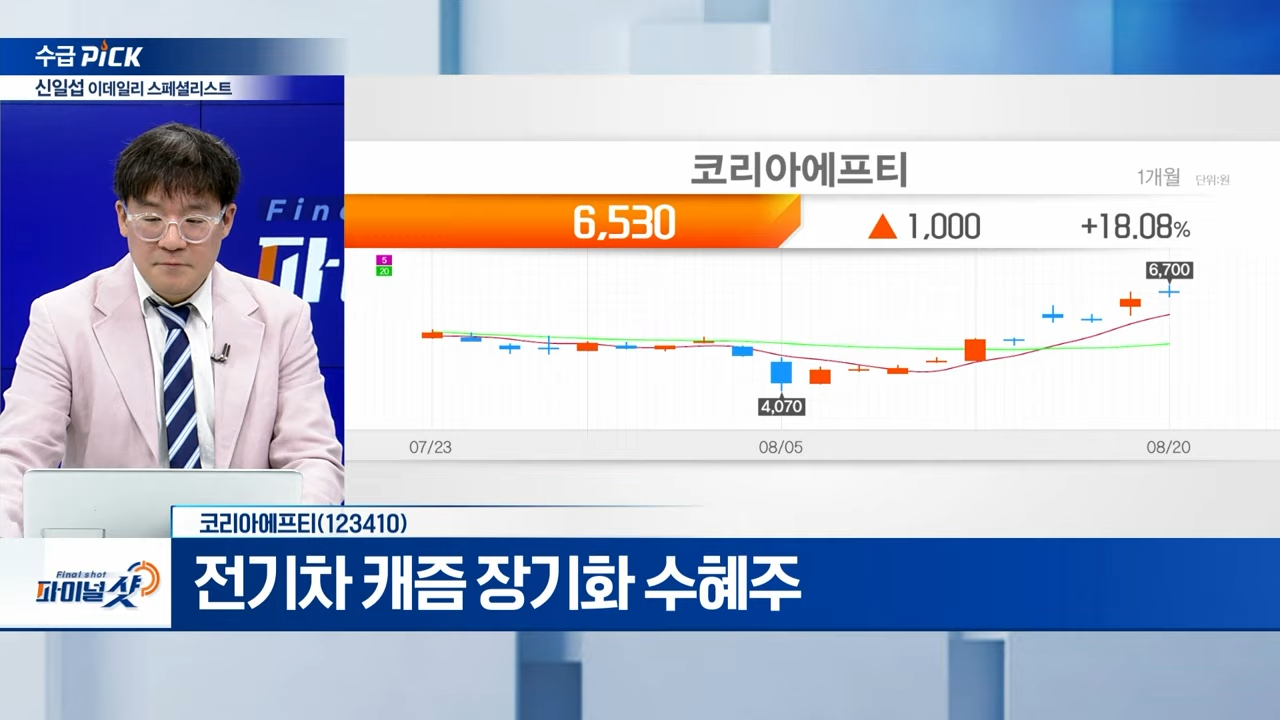 수급 PiCK
신일섭 이데일리 스페셜리스트
Fin
파
코리아에프티
1개월 단위:원
6,530 ▲ 1,000 +18.08%
5
20
6,700
4,070
07/23 08/05 08/20
코리아에프티(123410)
Final shot
파이널샷
전기차 캐즘 장기화 수혜주